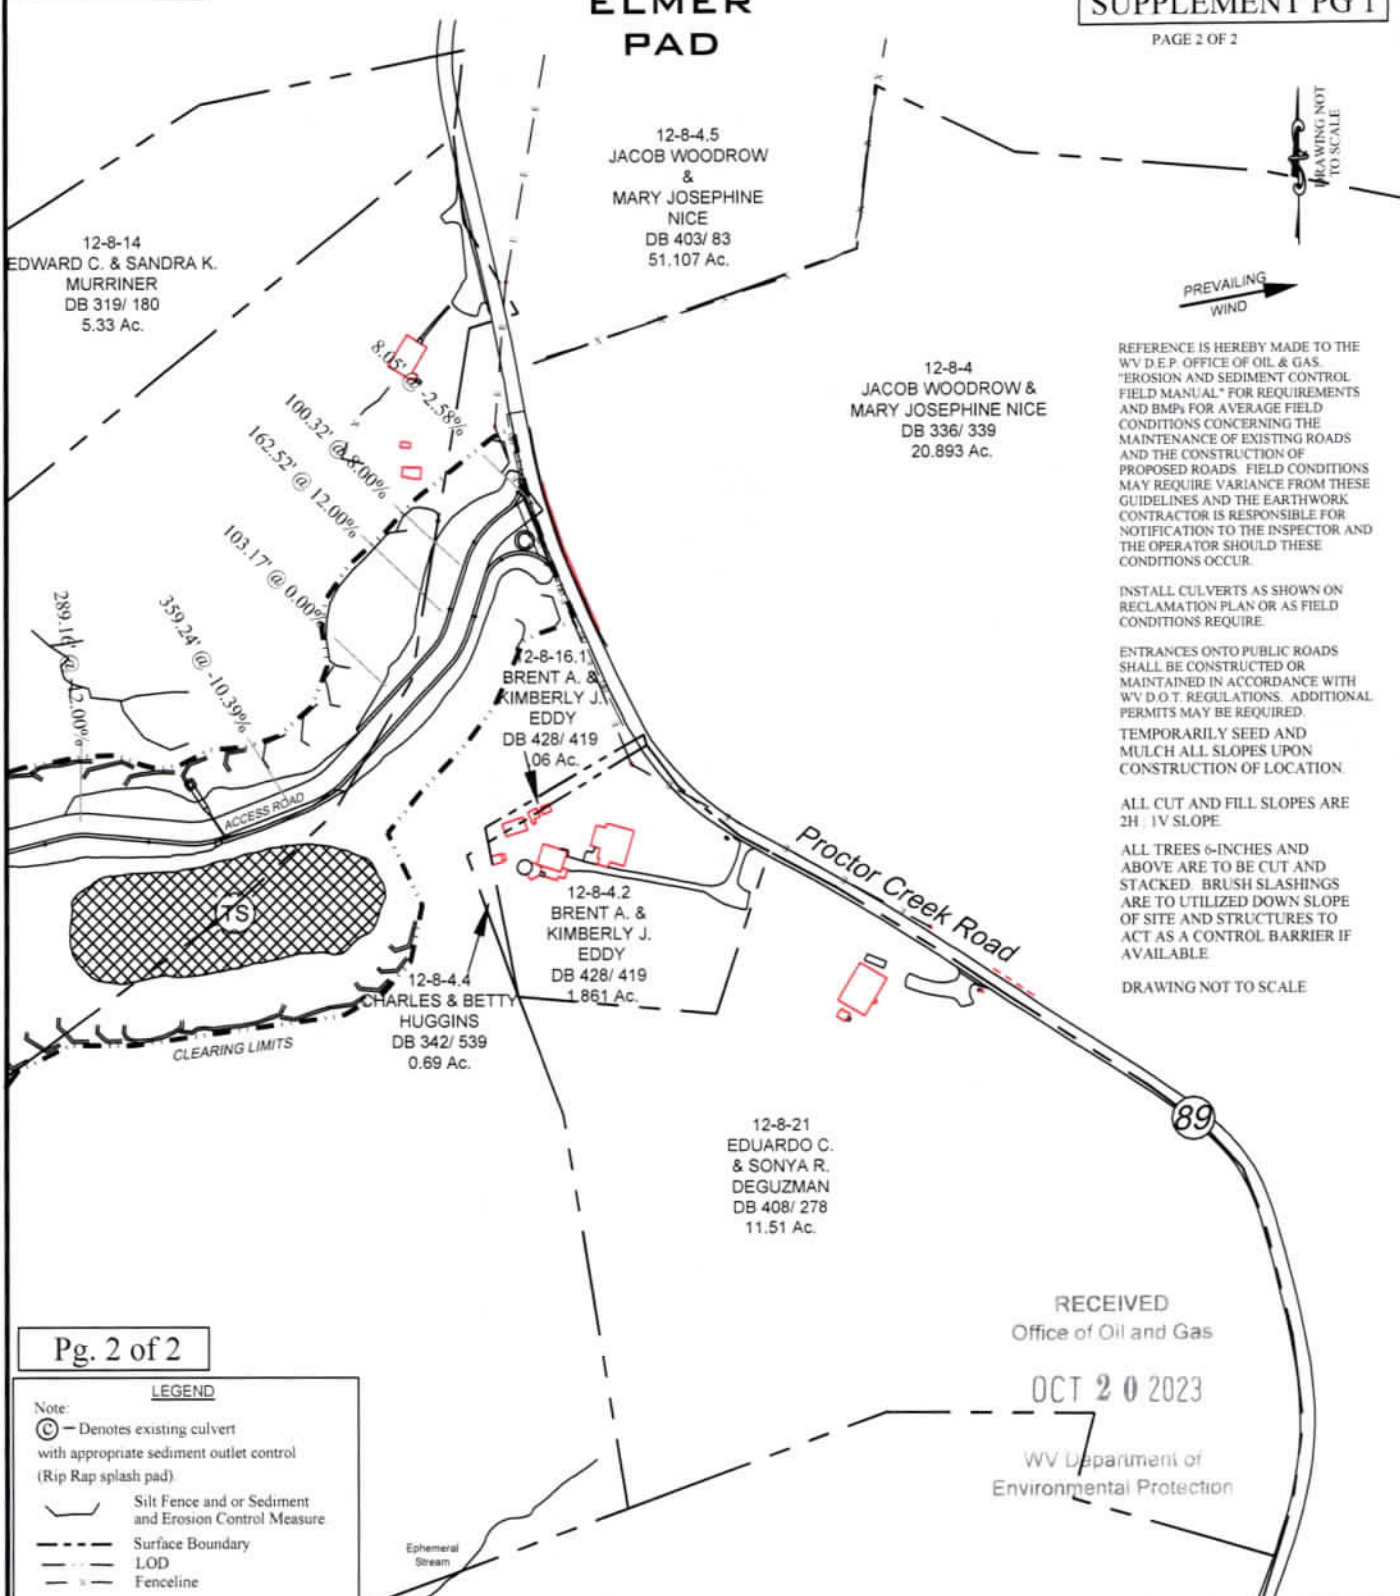 ELMER
PAD
SUPPLEMENT PG 1
PAGE 2 OF 2
DRAWING NOT
TO SCALE
PREVAILING
WIND
12-8-4.5
JACOB WOODROW
&
MARY JOSEPHINE
NICE
DB 403/ 83
51.107 Ac.
12-8-14
EDWARD C. & SANDRA K.
MURRINER
DB 319/ 180
5.33 Ac.
12-8-4
JACOB WOODROW &
MARY JOSEPHINE NICE
DB 336/ 339
20.893 Ac.
REFERENCE IS HEREBY MADE TO THE
WV D.E.P. OFFICE OF OIL & GAS.
"EROSION AND SEDIMENT CONTROL
FIELD MANUAL" FOR REQUIREMENTS
AND BMPs FOR AVERAGE FIELD
CONDITIONS CONCERNING THE
MAINTENANCE OF EXISTING ROADS
AND THE CONSTRUCTION OF
PROPOSED ROADS. FIELD CONDITIONS
MAY REQUIRE VARIANCE FROM THESE
GUIDELINES AND THE EARTHWORK
CONTRACTOR IS RESPONSIBLE FOR
NOTIFICATION TO THE INSPECTOR AND
THE OPERATOR SHOULD THESE
CONDITIONS OCCUR.
INSTALL CULVERTS AS SHOWN ON
RECLAMATION PLAN OR AS FIELD
CONDITIONS REQUIRE.
ENTRANCES ONTO PUBLIC ROADS
SHALL BE CONSTRUCTED OR
MAINTAINED IN ACCORDANCE WITH
WV D.O.T. REGULATIONS. ADDITIONAL
PERMITS MAY BE REQUIRED.
TEMPORARILY SEED AND
MULCH ALL SLOPES UPON
CONSTRUCTION OF LOCATION.
ALL CUT AND FILL SLOPES ARE
2H : 1V SLOPE.
ALL TREES 6-INCHES AND
ABOVE ARE TO BE CUT AND
STACKED. BRUSH SLASHINGS
ARE TO UTILIZED DOWN SLOPE
OF SITE AND STRUCTURES TO
ACT AS A CONTROL BARRIER IF
AVAILABLE
DRAWING NOT TO SCALE
8.05' @ -2.58%
100.32' @ 8.00%
162.52' @ 12.00%
103.17' @ 0.00%
359.24' @ -10.39%
289.16' @ -12.00%
12-8-16.1
BRENT A. &
KIMBERLY J.
EDDY
DB 428/ 419
.06 Ac.
ACCESS ROAD
TS
Proctor Creek Road
12-8-4.2
BRENT A. &
KIMBERLY J.
EDDY
DB 428/ 419
1.861 Ac.
12-8-4.4
CHARLES & BETTY
HUGGINS
DB 342/ 539
0.69 Ac.
CLEARING LIMITS
89
12-8-21
EDUARDO C.
& SONYA R.
DEGUZMAN
DB 408/ 278
11.51 Ac.
RECEIVED
Office of Oil and Gas
OCT 20 2023
WV Department of
Environmental Protection
Pg. 2 of 2
LEGEND
Note:
C – Denotes existing culvert
with appropriate sediment outlet control
(Rip Rap splash pad).
Silt Fence and or Sediment
and Erosion Control Measure
Surface Boundary
LOD
Fenceline
Ephemeral
Stream